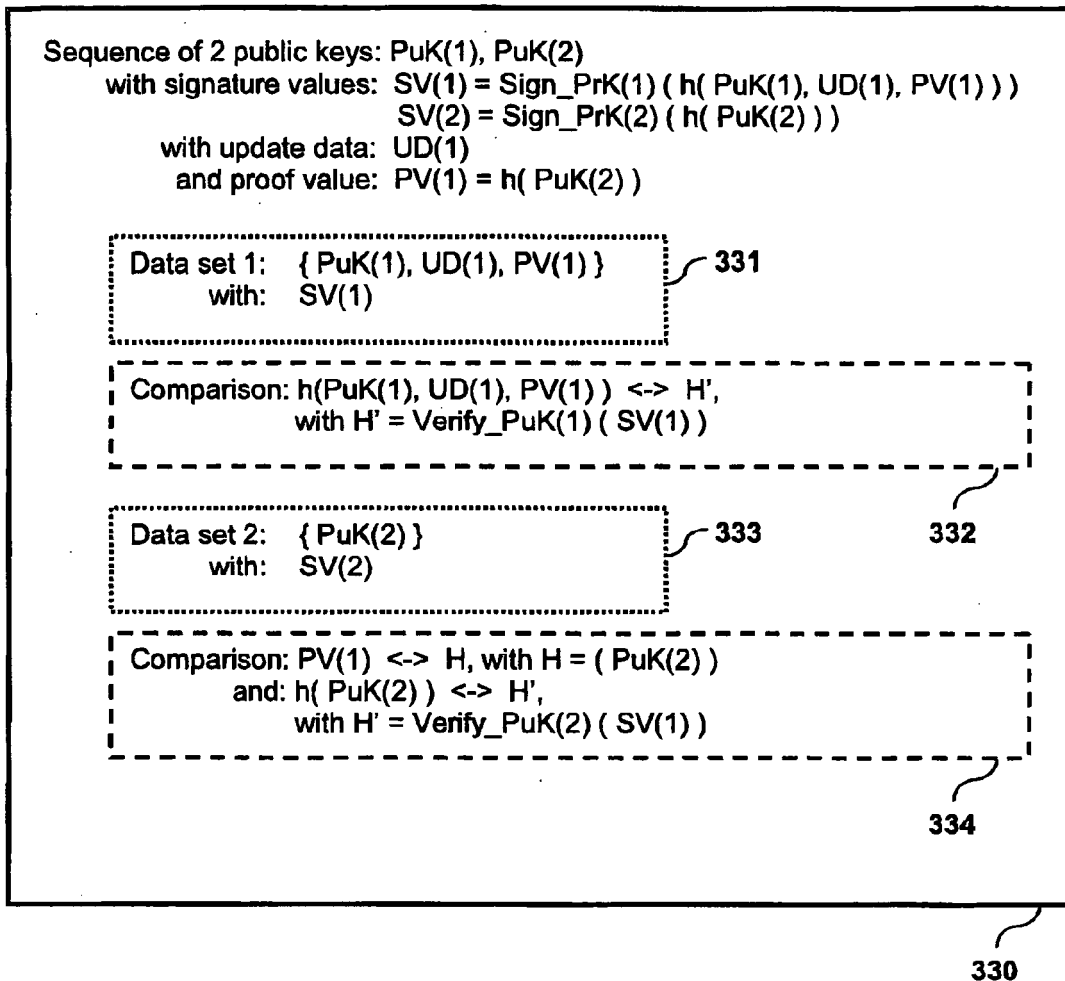 Sequence of 2 public keys: PuK(1), PuK(2)
with signature values: SV(1) = Sign_PrK(1) ( h( PuK(1), UD(1), PV(1) ) )
SV(2) = Sign_PrK(2) ( h( PuK(2) ) )
with update data: UD(1)
and proof value: PV(1) = h( PuK(2) )
Data set 1: { PuK(1), UD(1), PV(1) } 331
with: SV(1)
Comparison: h(PuK(1), UD(1), PV(1) ) <-> H',
with H' = Verify_PuK(1) ( SV(1) )
332
Data set 2: { PuK(2) } 333
with: SV(2)
Comparison: PV(1) <-> H, with H = ( PuK(2) )
and: h( PuK(2) ) <-> H',
with H' = Verify_PuK(2) ( SV(1) )
334
330